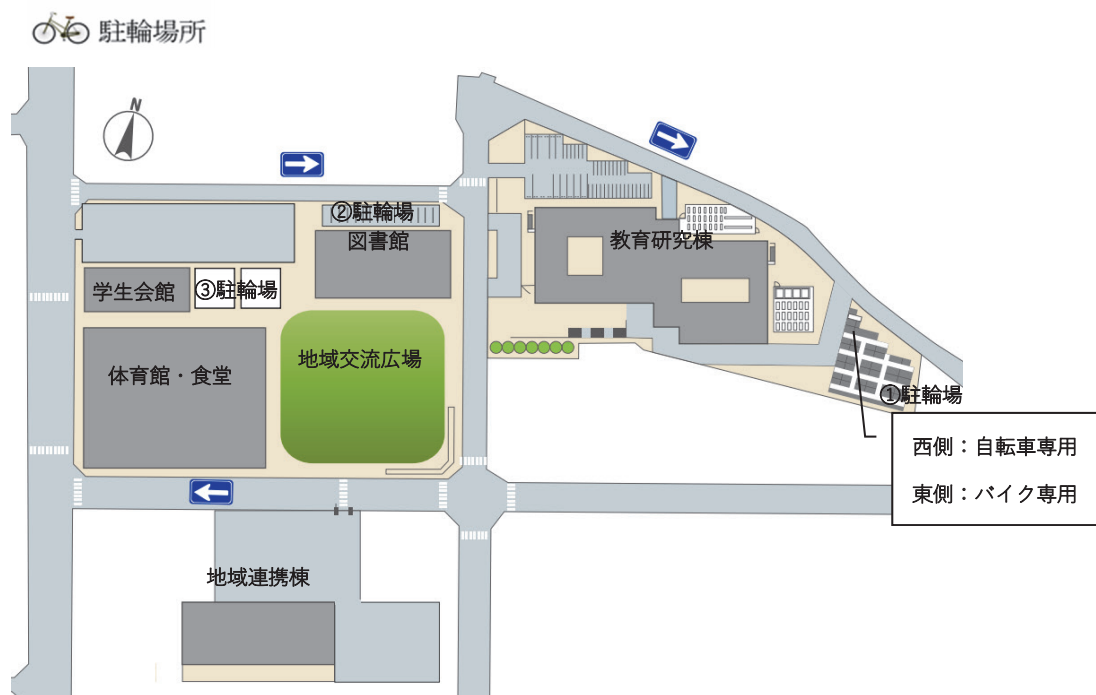 駐輪場所
N
②駐輪場
図書館
教育研究棟
学生会館
③駐輪場
地域交流広場
体育館・食堂
①駐輪場
西側：自転車専用
東側：バイク専用
地域連携棟